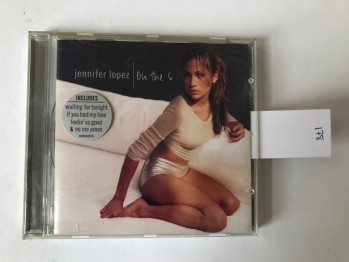 jennifer lopez | on the 6
INCLUDES
waiting for tonight
if you had my love
feelin' so good
& no me ames
178